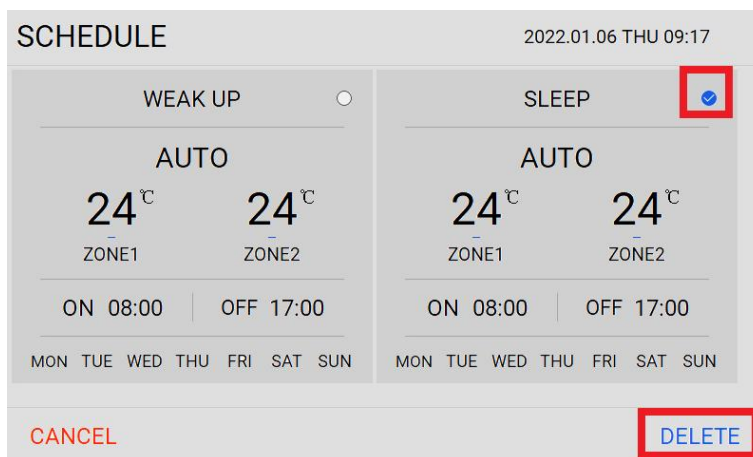 SCHEDULE 2022.01.06 THU 09:17
WEAK UP
AUTO
24℃ 24℃
ZONE1 ZONE2
ON 08:00 OFF 17:00
MON TUE WED THU FRI SAT SUN
SLEEP
AUTO
24℃ 24℃
ZONE1 ZONE2
ON 08:00 OFF 17:00
MON TUE WED THU FRI SAT SUN
CANCEL DELETE